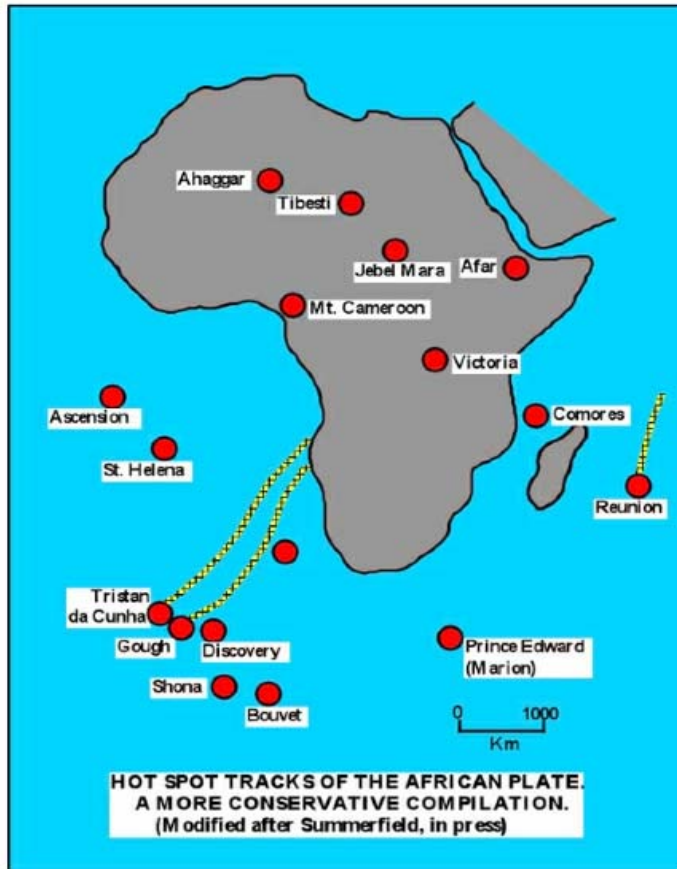 Ahaggar
Tibesti
Jebel Mara
Afar
Mt. Cameroon
Victoria
Ascension
Comores
St. Helena
Reunion
Tristan
da Cunha
Gough
Discovery
Prince Edward
(Marion)
Shona
Bouvet
0 1000
Km
HOT SPOT TRACKS OF THE AFRICAN PLATE.
A MORE CONSERVATIVE COMPILATION.
(Modified after Summerfield, in press)